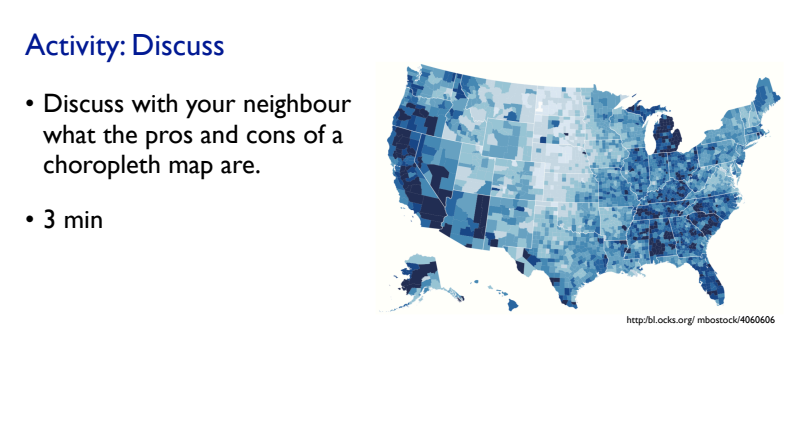 Activity: Discuss
• Discuss with your neighbour
what the pros and cons of a
choropleth map are.
• 3 min
http:/bl.ocks.org/ mbostock/4060606